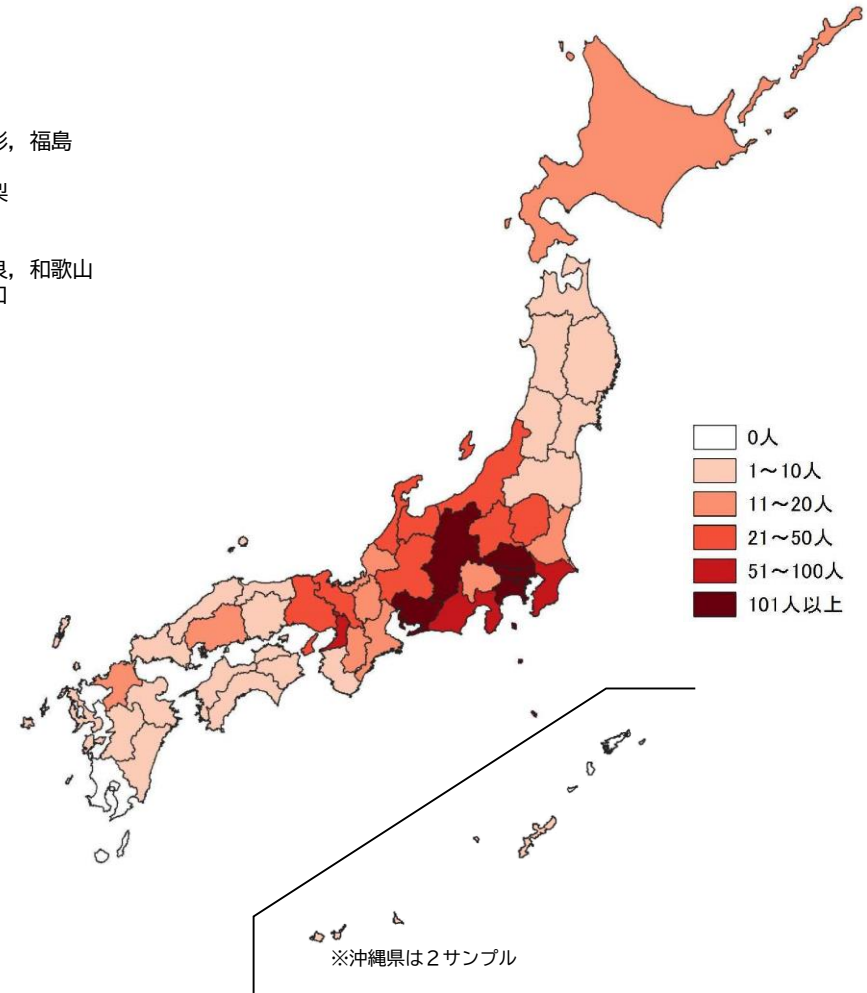 形，福島
梨
良，和歌山
口
0人
1～10人
11～20人
21～50人
51～100人
101人以上
※沖縄県は２サンプル